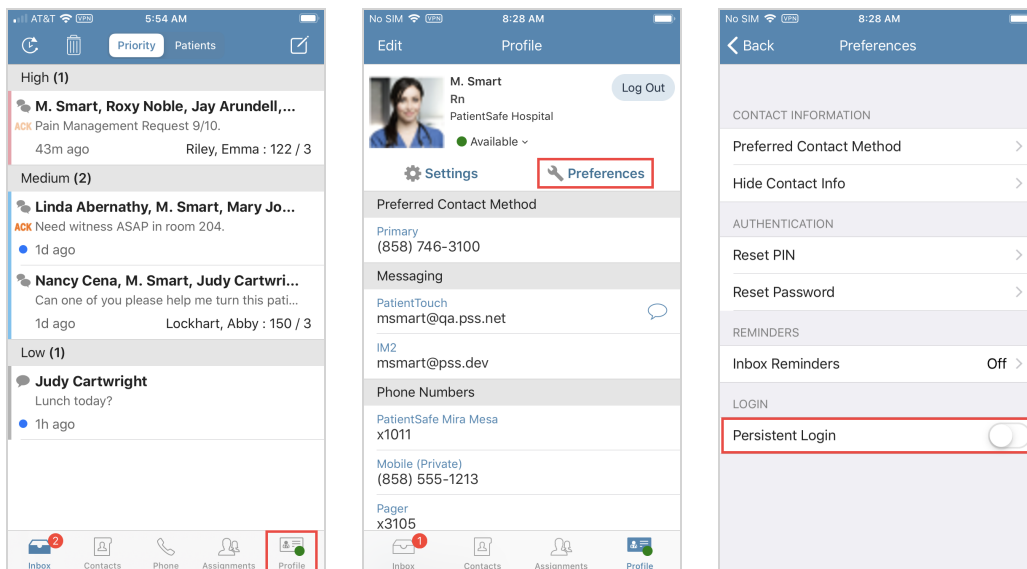 AT&T VPN 5:54 AM
Priority Patients
High (1)
M. Smart, Roxy Noble, Jay Arundell,...
ACK Pain Management Request 9/10.
43m ago Riley, Emma : 122 / 3
Medium (2)
Linda Abernathy, M. Smart, Mary Jo...
ACK Need witness ASAP in room 204.
1d ago
Nancy Cena, M. Smart, Judy Cartwri...
Can one of you please help me turn this pati...
1d ago Lockhart, Abby : 150 / 3
Low (1)
Judy Cartwright
Lunch today?
1h ago
2
Inbox Contacts Phone Assignments Profile
No SIM VPN 8:28 AM
Edit Profile
M. Smart
Rn
PatientSafe Hospital
Available
Log Out
Settings Preferences
Preferred Contact Method
Primary
(858) 746-3100
Messaging
PatientTouch
msmart@qa.pss.net
IM2
msmart@pss.dev
Phone Numbers
PatientSafe Mira Mesa
x1011
Mobile (Private)
(858) 555-1213
Pager
x3105
1
Inbox Contacts Assignments Profile
No SIM VPN 8:28 AM
Back Preferences
CONTACT INFORMATION
Preferred Contact Method
Hide Contact Info
AUTHENTICATION
Reset PIN
Reset Password
REMINDERS
Inbox Reminders Off
LOGIN
Persistent Login